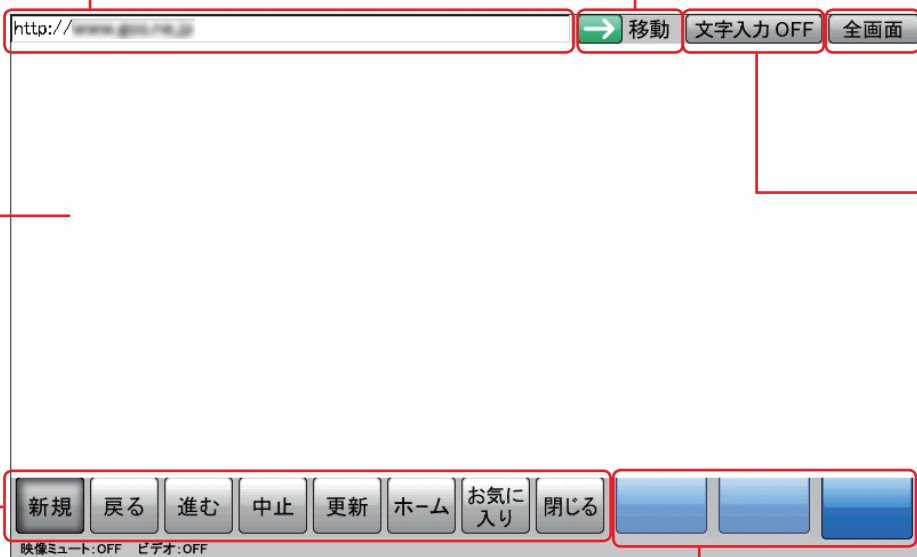 http://
移動
文字入力 OFF
全画面
新規
戻る
進む
中止
更新
ホーム
お気に
入り
閉じる
映像ミュート:OFF ビデオ:OFF